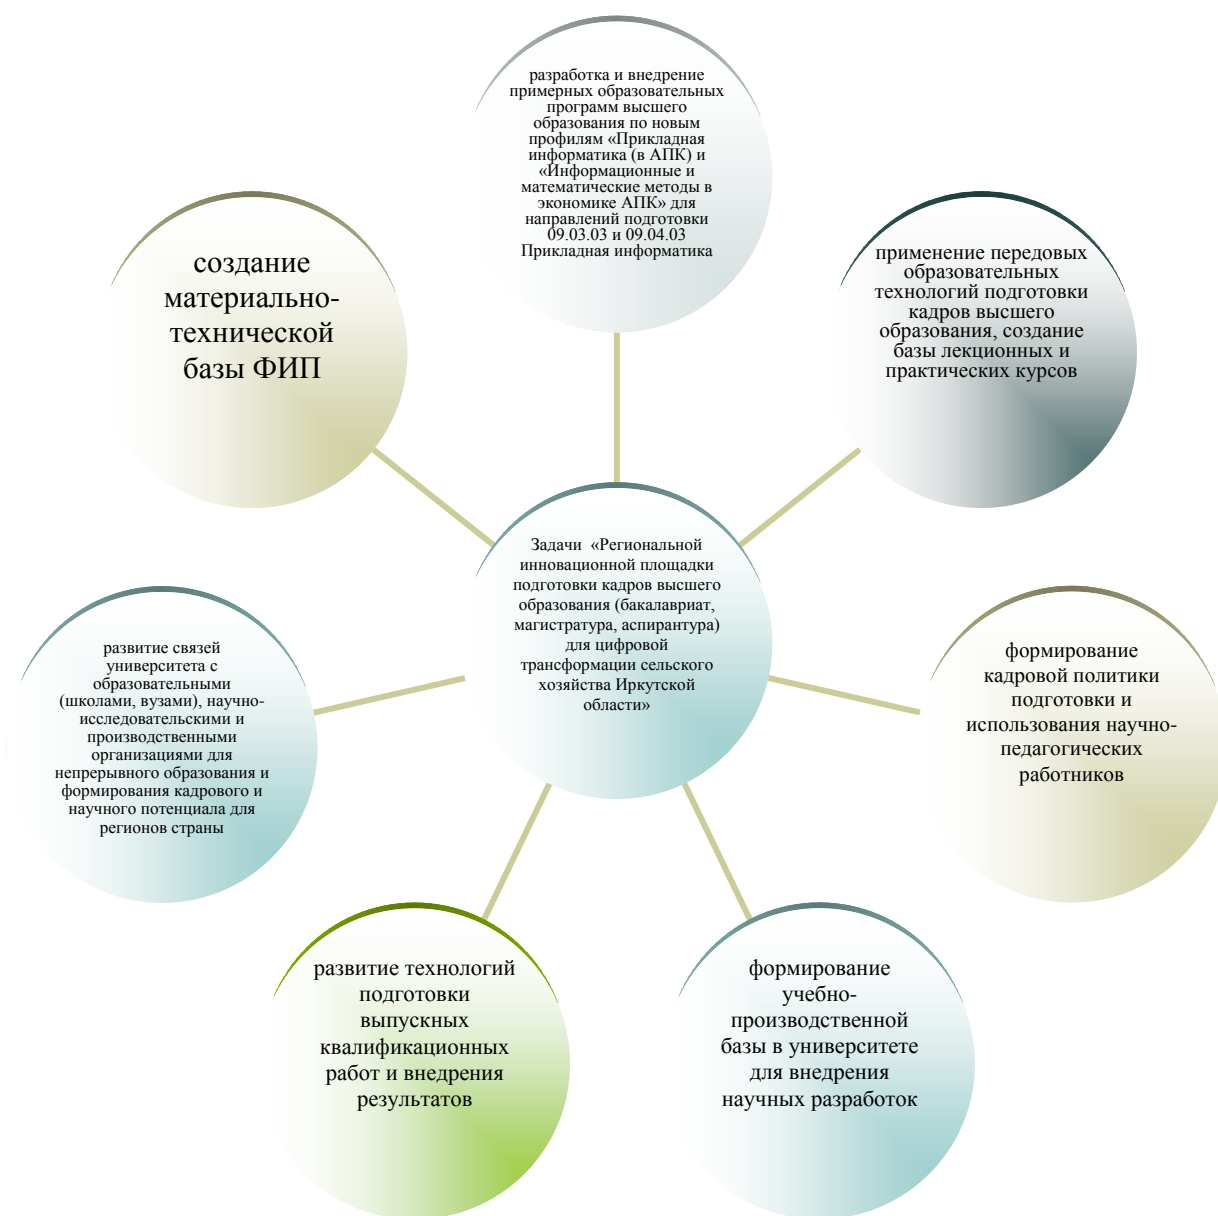 разработка и внедрение
примерных образовательных
программ высшего
образования по новым
профилям «Прикладная
информатика (в АПК) и
«Информационные и
математические методы в
экономике АПК» для
направлений подготовки
09.03.03 и 09.04.03
Прикладная информатика
применение передовых
образовательных
технологий подготовки
кадров высшего
образования, создание
базы лекционных и
практических курсов
формирование
кадровой политики
подготовки и
использования научно-
педагогических
работников
формирование
учебно-
производственной
базы в университете
для внедрения
научных разработок
развитие технологий
подготовки
выпускных
квалификационных
работ и внедрения
результатов
развитие связей
университета с
образовательными
(школами, вузами), научно-
исследовательскими и
производственными
организациями для
непрерывного образования и
формирования кадрового и
научного потенциала для
регионов страны
создание
материально-
технической
базы ФИП
Задачи «Региональной
инновационной площадки
подготовки кадров высшего
образования (бакалавриат,
магистратура, аспирантура)
для цифровой
трансформации сельского
хозяйства Иркутской
области»